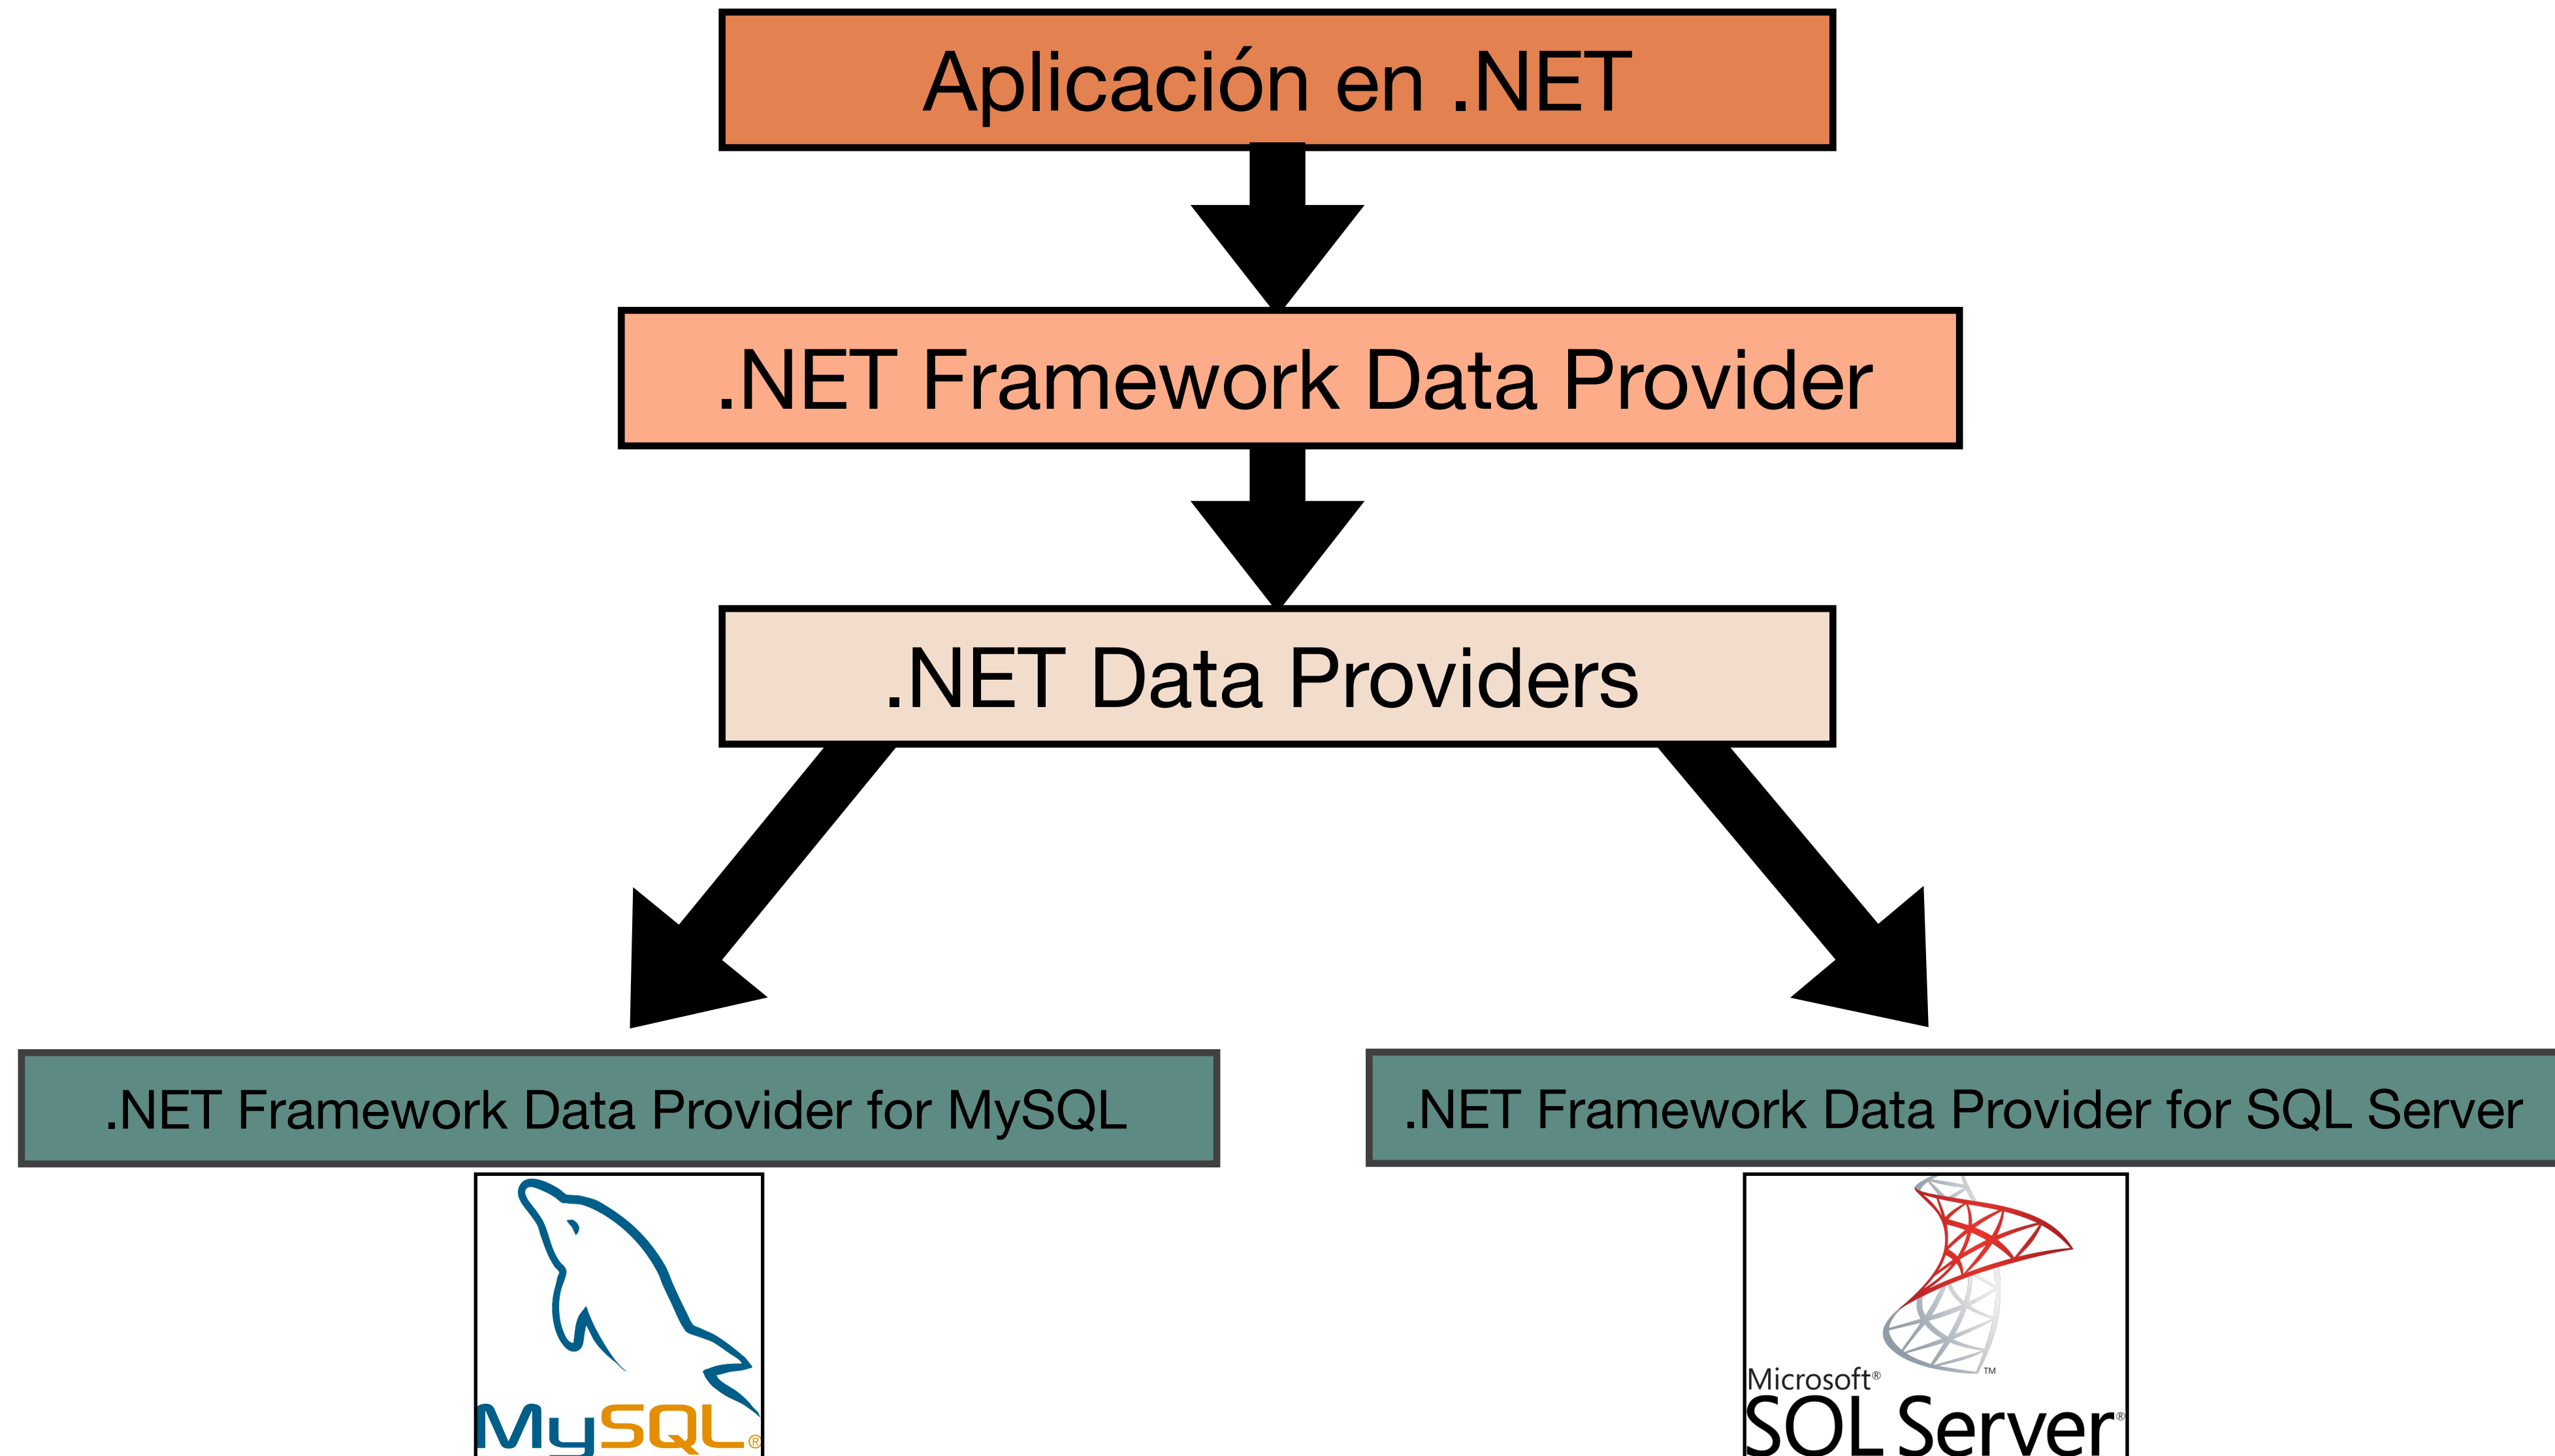 Aplicación en .NET
.NET Framework Data Provider
.NET Data Providers
.NET Framework Data Provider for MySQL
.NET Framework Data Provider for SQL Server
MySQL®
™
Microsoft®
SQL Server®